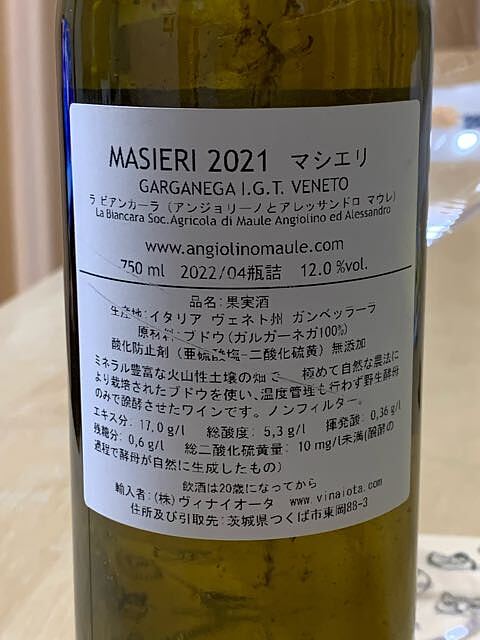 MASIERI 2021 マシエリ
GARGANEGA I.G.T. VENETO
ラ ビアンカーラ (アンジョリーノとアレッサンドロ マウレ)
La Biancara Soc.Agricola di Maule Angiolino ed Alessandro
www.angiolinomaule.com
750 ml 2022/04瓶詰 12.0 %vol.
品名:果実酒
生産地:イタリア ヴェネト州 ガンベッラーラ
原材料:ブドウ(ガルガーネガ100%)
酸化防止剤 (亜硫酸塩=二酸化硫黄) 無添加
ミネラル豊富な火山性土壌の畑で 極めて自然な農法に
より栽培されたブドウを使い、温度管理も行わず野生酵母
のみで醗酵させたワインです。ノンフィルター。
エキス分: 17,0 g/l 総酸度: 5,3 g/l 揮発酸: 0,36 g/l
残糖分: 0,6 g/l 総二酸化硫黄量: 10 mg/l未満(醗酵の
過程で酵母が自然に生成したもの)
飲酒は20歳になってから
輸入者:(株)ヴィナイオータ www.vinaiota.com
住所及び引取先:茨城県つくば市東岡88-3